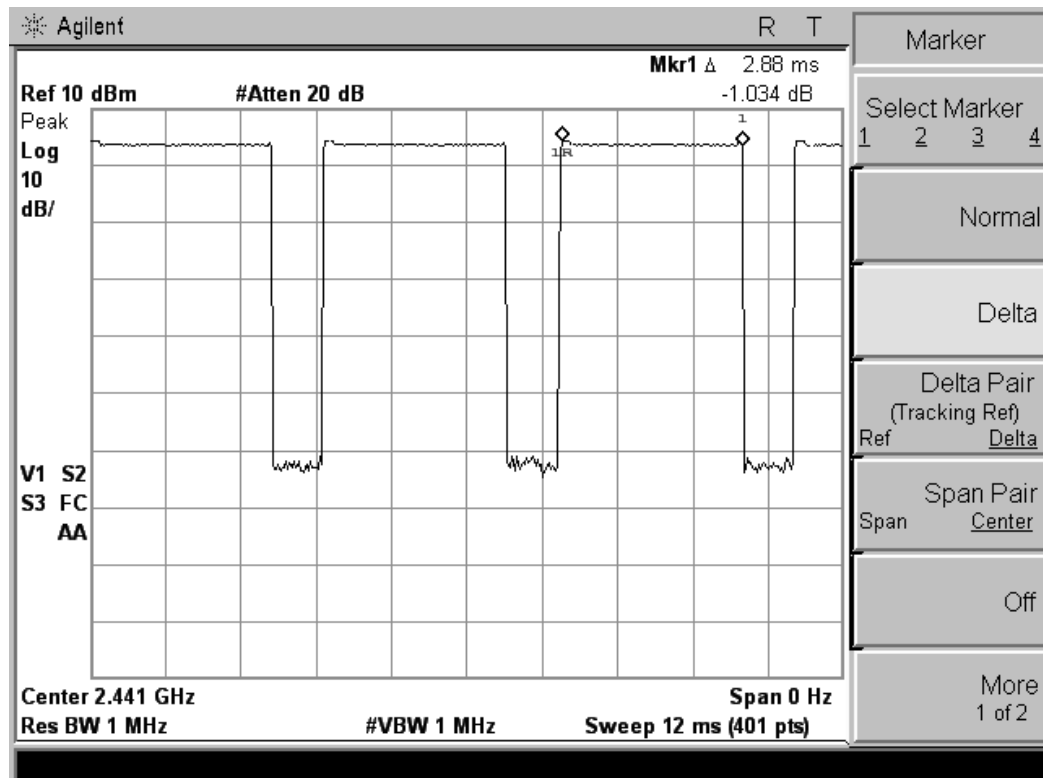 Agilent R T
Mkr1 Δ 2.88 ms
Ref 10 dBm #Atten 20 dB -1.034 dB
Peak
Log
10
dB/
1
1R
V1 S2
S3 FC
AA
Center 2.441 GHz Span 0 Hz
Res BW 1 MHz #VBW 1 MHz Sweep 12 ms (401 pts)
Marker
Select Marker
1 2 3 4
Normal
Delta
Delta Pair
(Tracking Ref)
Ref Delta
Span Pair
Span Center
Off
More
1 of 2